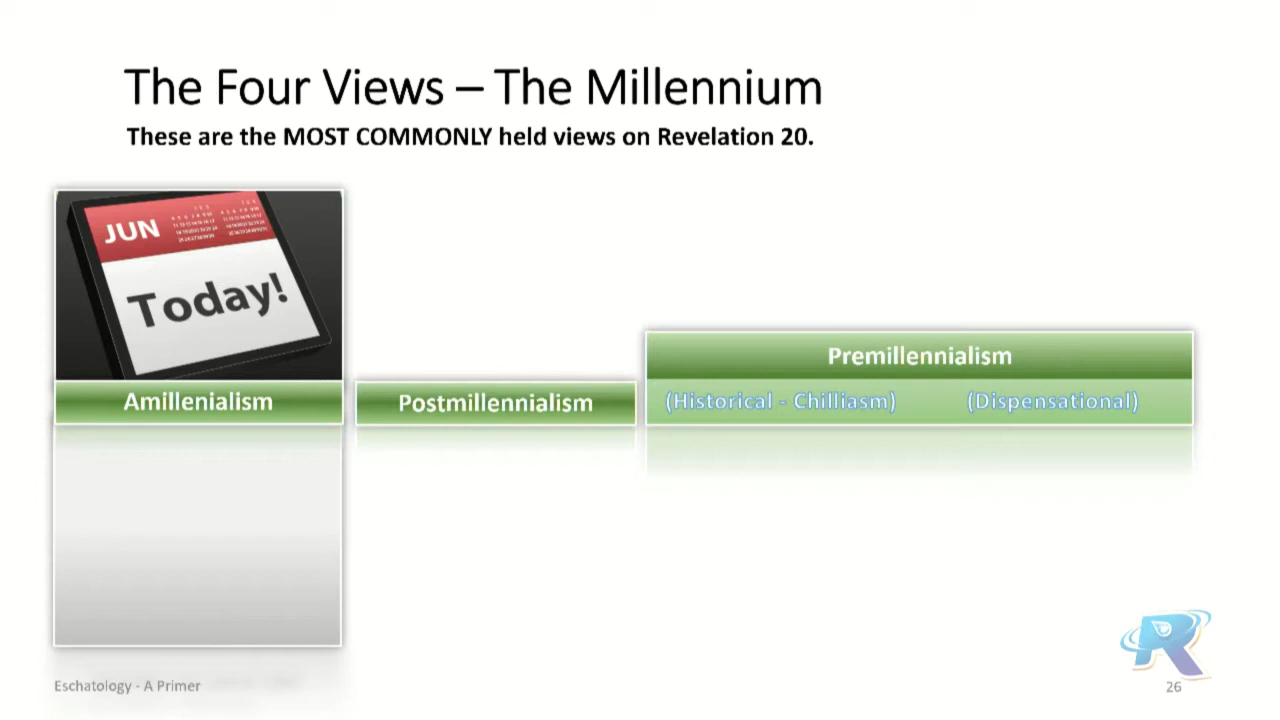 The Four Views – The Millennium
These are the MOST COMMONLY held views on Revelation 20.
JUN
Today!
Amillenialism
Postmillennialism
Premillennialism
(Historical - Chilliasm) (Dispensational)
Eschatology - A Primer
R
26